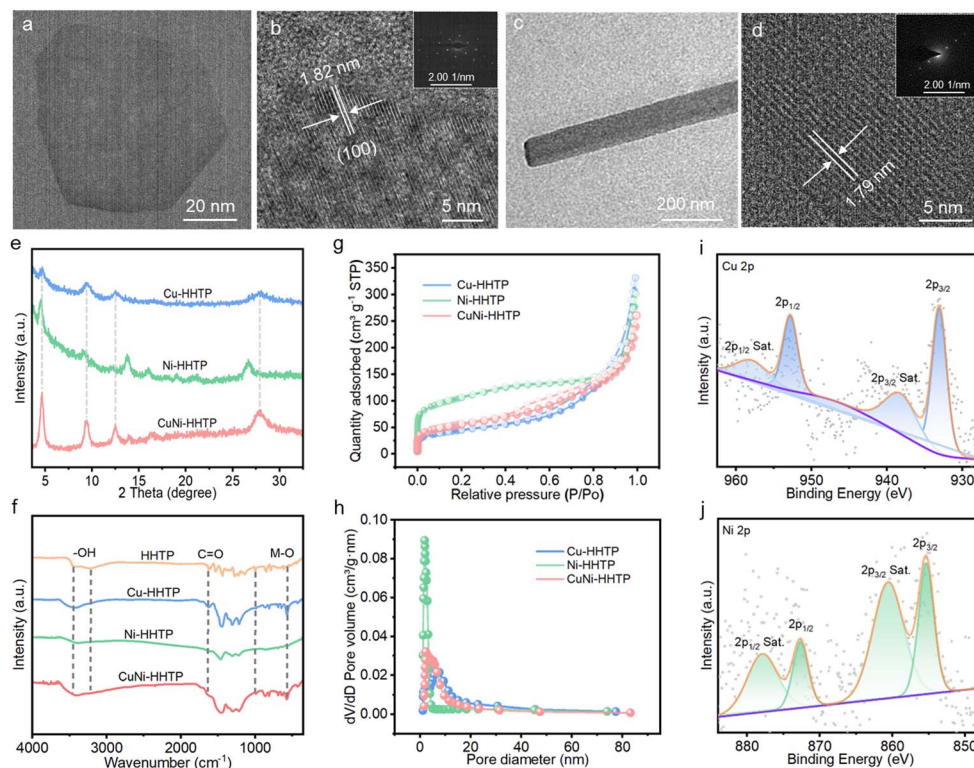 a
20 nm
b
1.82 nm
(100)
2.00 1/nm
5 nm
c
200 nm
d
1.79 nm
2.00 1/nm
5 nm
e
Intensity (a.u.)
Cu-HHTP
Ni-HHTP
CuNi-HHTP
5 10 15 20 25 30
2 Theta (degree)
f
-OH
HHTP
C=O
M-O
Cu-HHTP
Ni-HHTP
CuNi-HHTP
Intensity (a.u.)
4000 3000 2000 1000
Wavenumber (cm⁻¹)
g
Quantity adsorbed (cm³ g⁻¹ STP)
350
300
250
200
150
100
50
0
Cu-HHTP
Ni-HHTP
CuNi-HHTP
0.0 0.2 0.4 0.6 0.8 1.0
Relative pressure (P/Po)
h
dV/dD Pore volume (cm³/g·nm)
0.10
0.08
0.06
0.04
0.02
0.00
Cu-HHTP
Ni-HHTP
CuNi-HHTP
0 10 20 30 40 50 60 70 80 90
Pore diameter (nm)
i
Cu 2p
2p3/2
2p1/2
2p1/2 Sat.
2p3/2 Sat.
Intensity (a.u.)
960 950 940 930
Binding Energy (eV)
j
Ni 2p
2p3/2
2p3/2 Sat.
2p1/2
2p1/2 Sat.
Intensity (a.u.)
880 870 860 850
Binding Energy (eV)